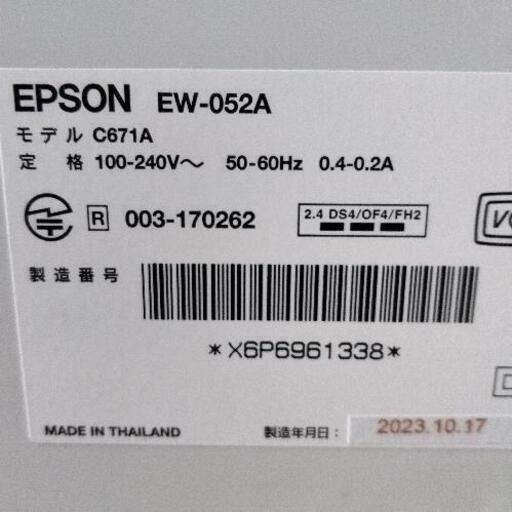 EPSON EW-052A
モデル C671A
定 格 100-240V～ 50-60Hz 0.4-0.2A
R 003-170262 2.4 DS4/OF4/FH2
製造番号
*X6P6961338*
MADE IN THAILAND 製造年月日： 2023.10.17